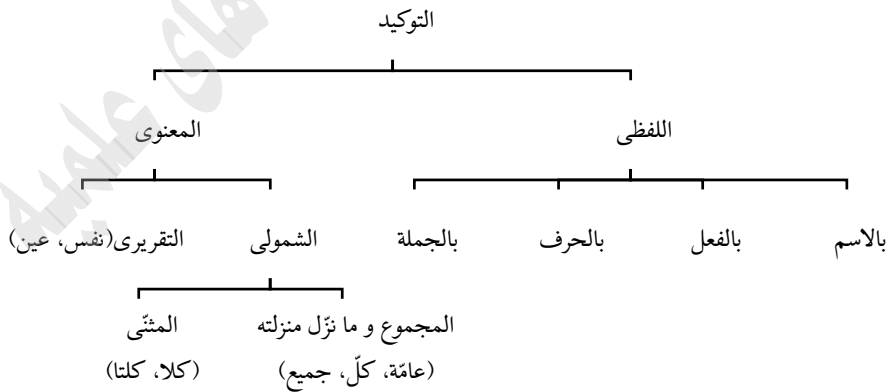 التوكيد
اللفظى المعنوى
بالاسم بالفعل بالحرف بالجملة الشمولى التقريرى(نفس، عين)
المجموع و ما نزّل منزلته المثنّى
(عامّة، كلّ، جميع) (كلا، كلتا)